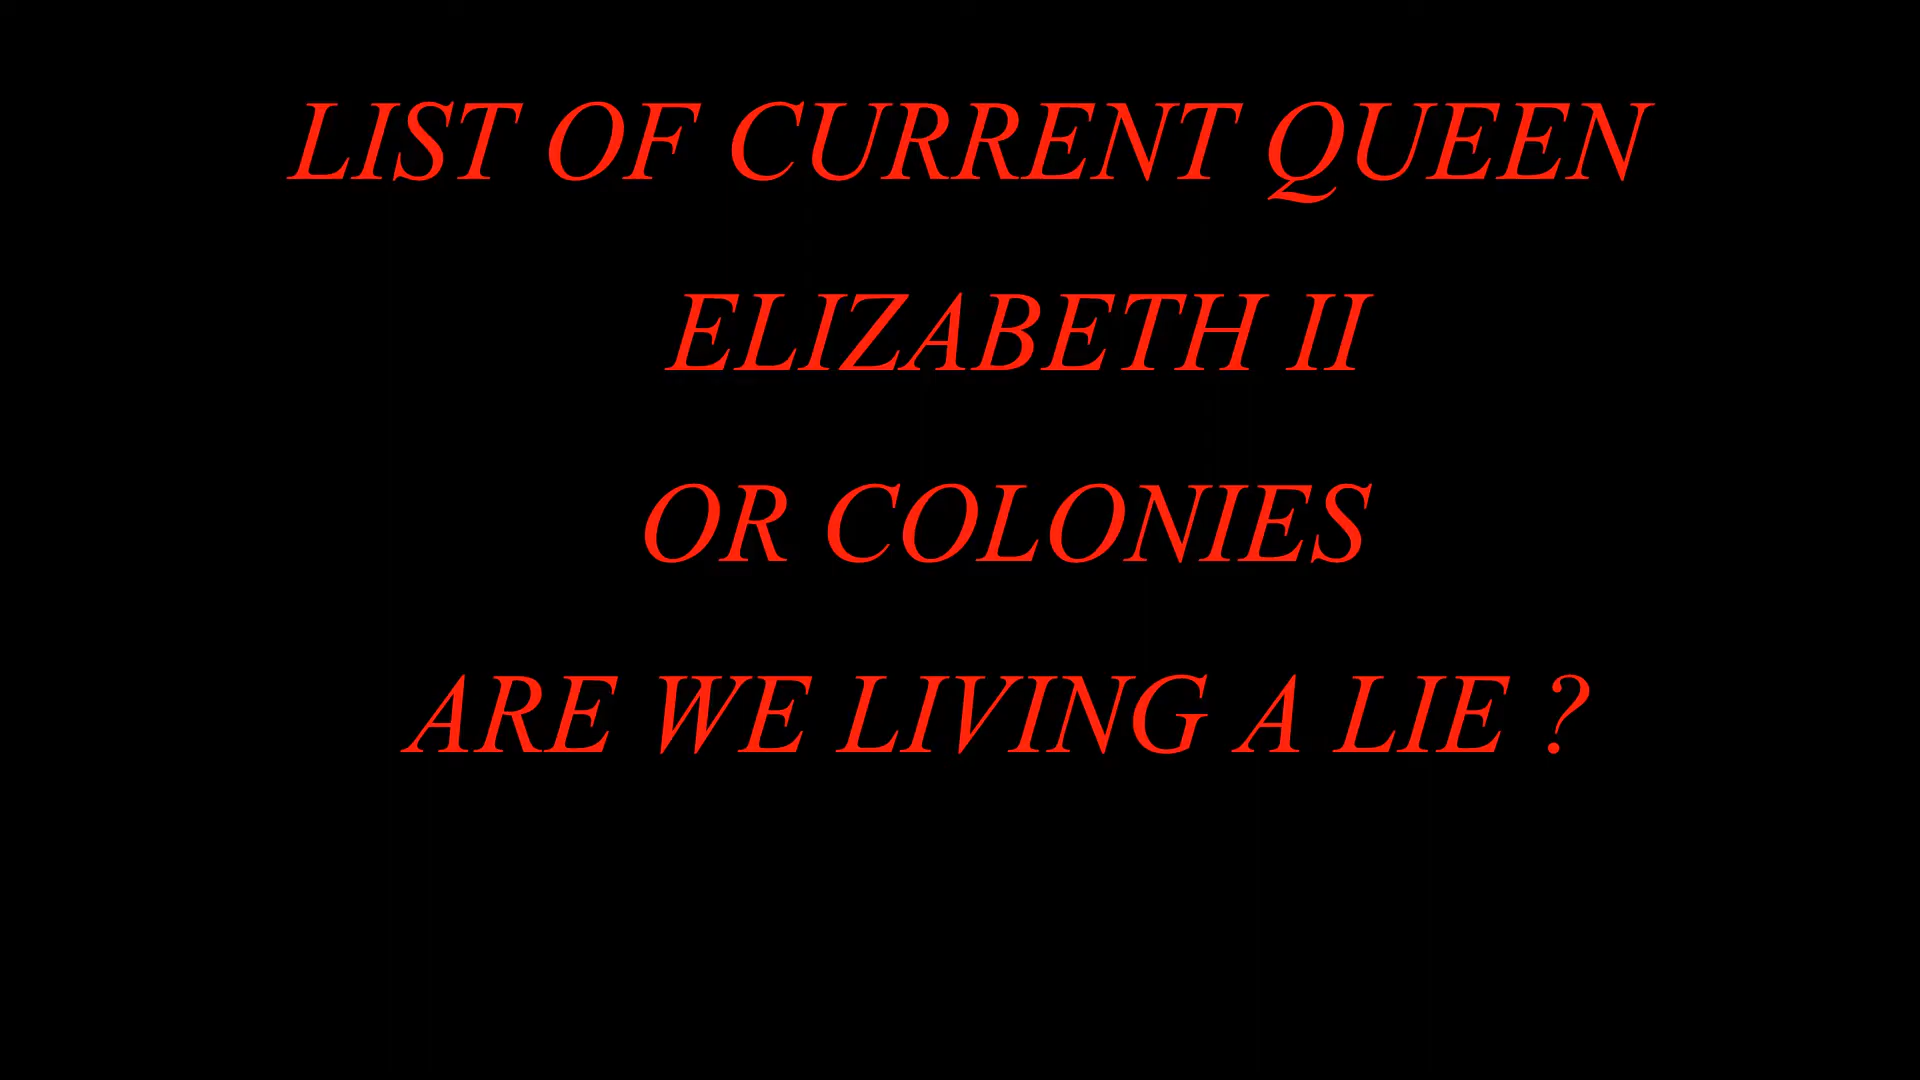 LIST OF CURRENT QUEEN
ELIZABETH II
OR COLONIES
ARE WE LIVING A LIE ?